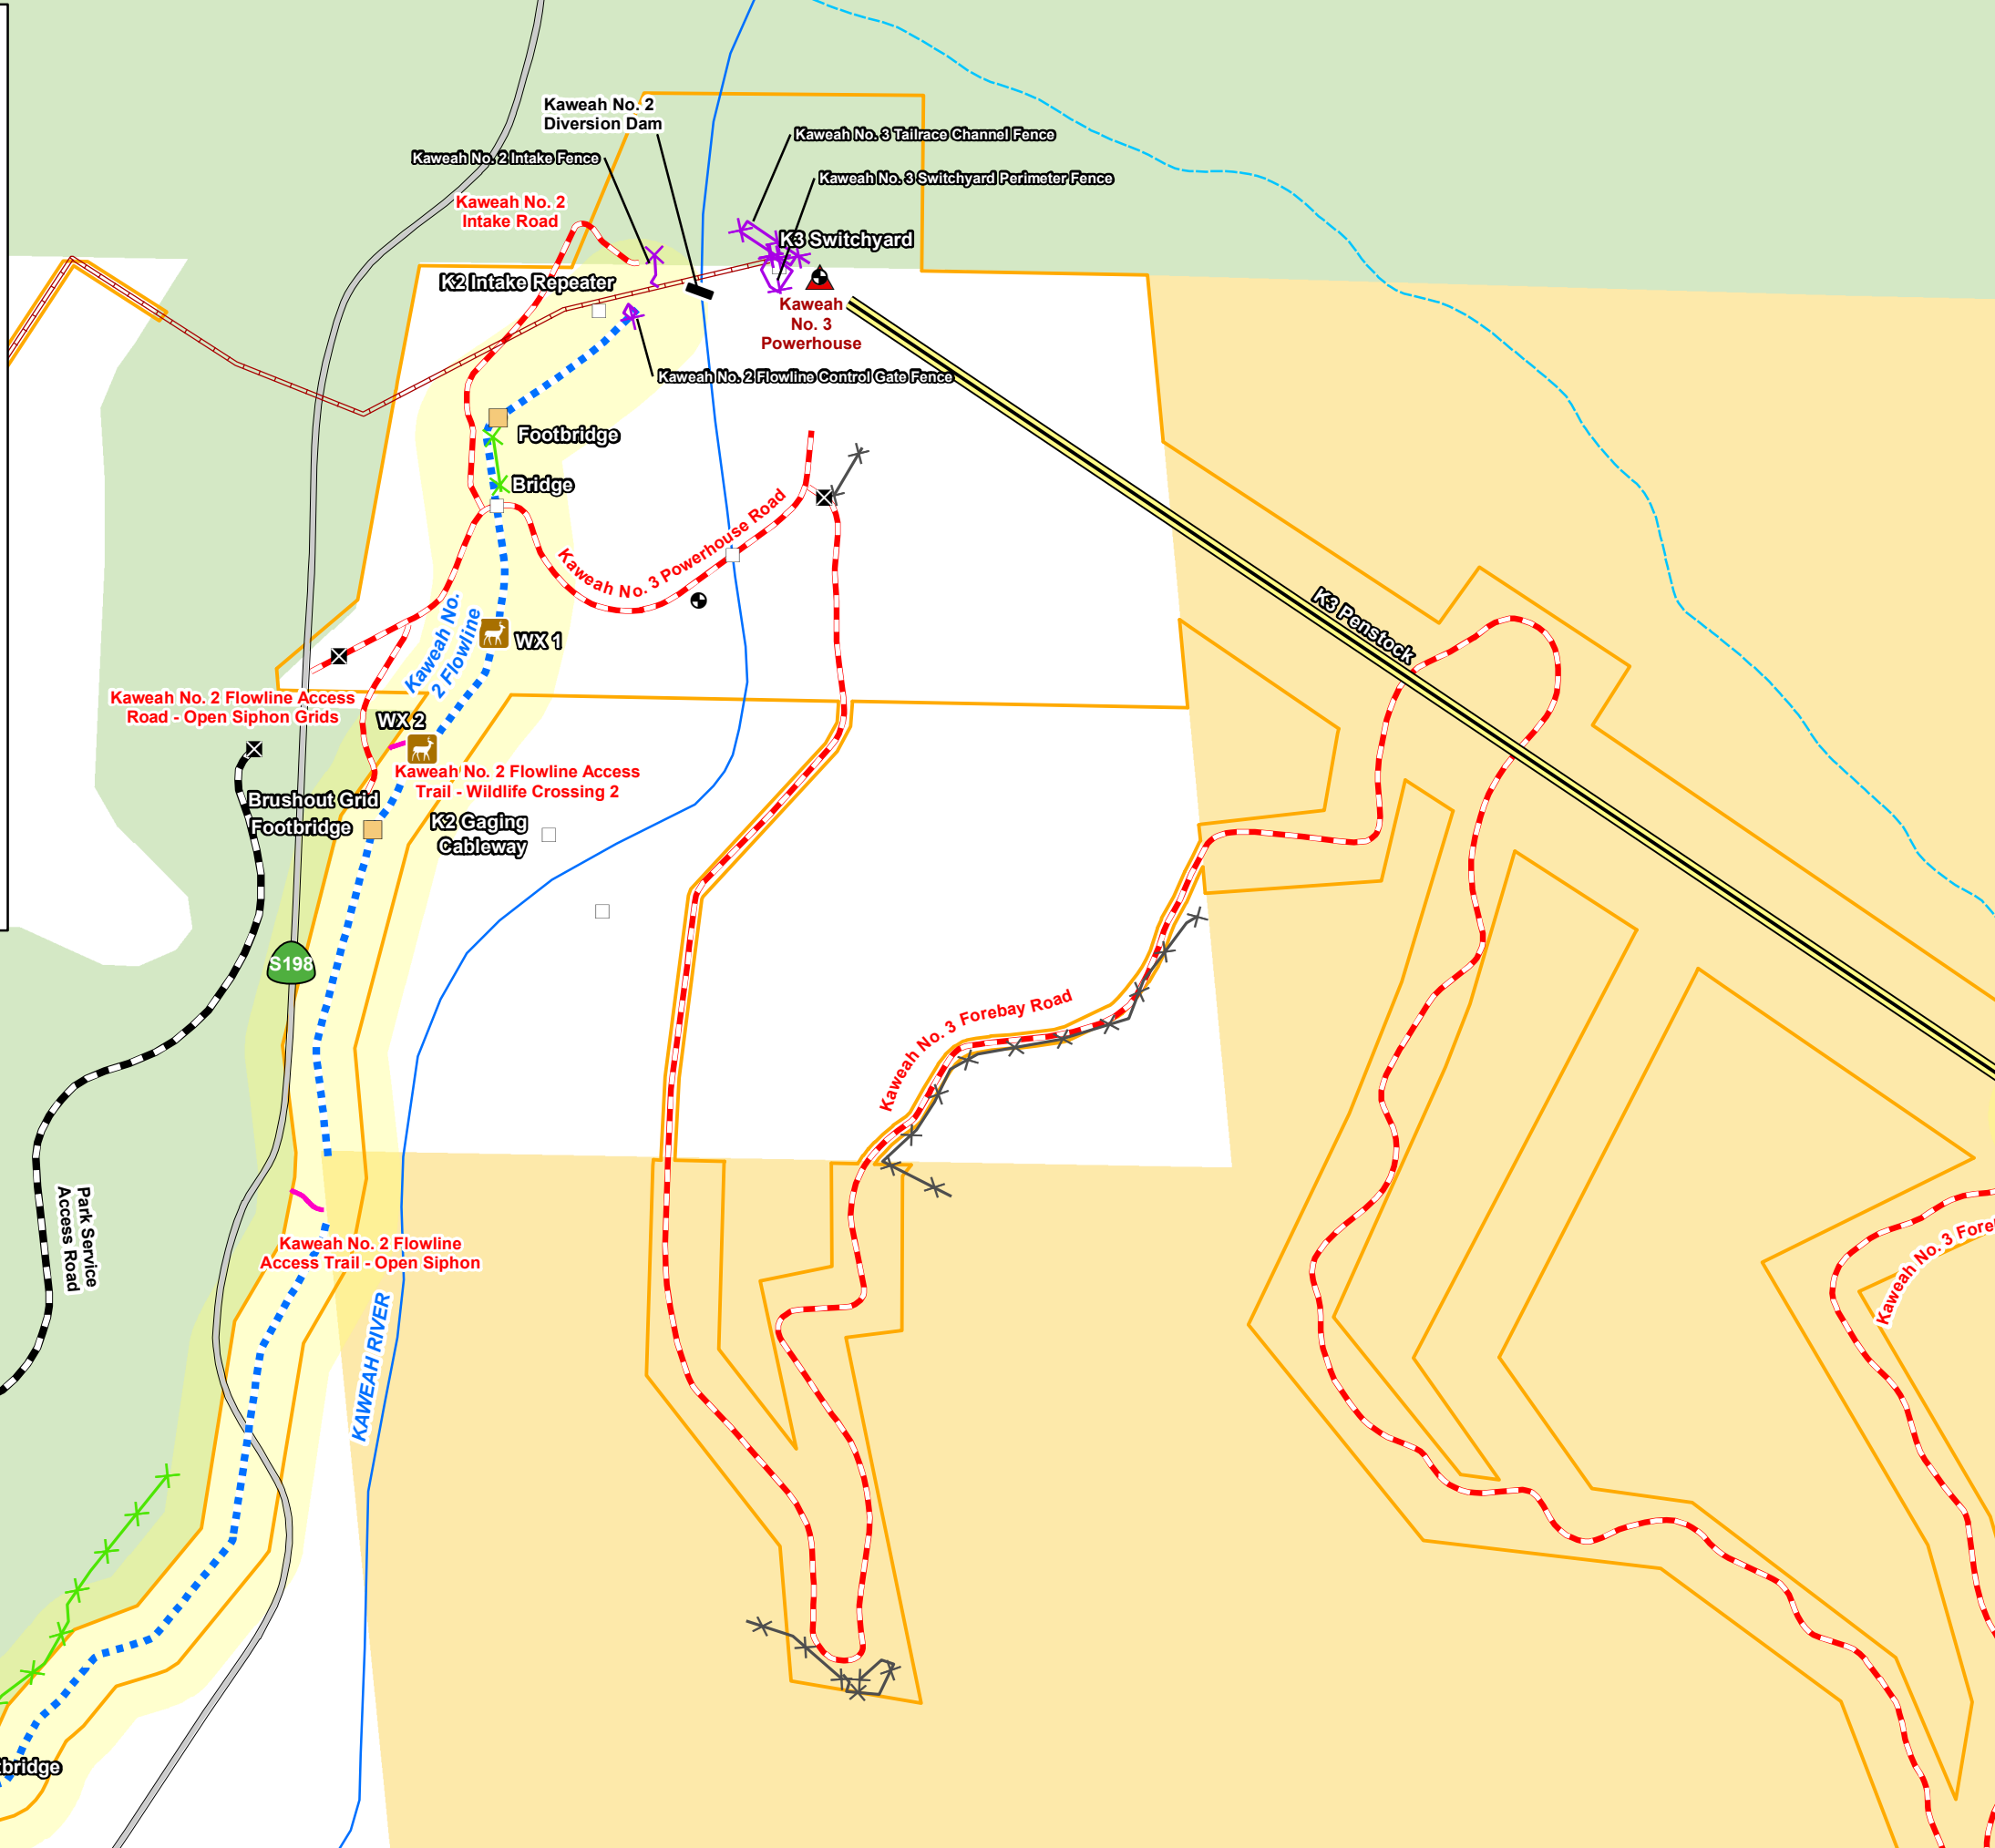 Kaweah No. 2
Diversion Dam
Kaweah No. 3 Tailrace Channel Fence
Kaweah No. 2 Intake Fence
Kaweah No. 3 Switchyard Perimeter Fence
Kaweah No. 2
Intake Road
K3 Switchyard
K2 Intake Repeater
Kaweah
No. 3
Powerhouse
Kaweah No. 2 Flowline Control Gate Fence
Footbridge
Bridge
Kaweah No. 3 Powerhouse Road
K3 Penstock
Kaweah No.
2 Flowline
WX 1
Kaweah No. 2 Flowline Access
Road - Open Siphon Grids
WX 2
Kaweah No. 2 Flowline Access
Trail - Wildlife Crossing 2
Brushout Grid
Footbridge
K2 Gaging
Cableway
S198
Kaweah No. 3 Forebay Road
Park Service
Access Road
Kaweah No. 2 Flowline
Access Trail - Open Siphon
Kaweah No. 3 Fore
KAWEAH RIVER
tbridge